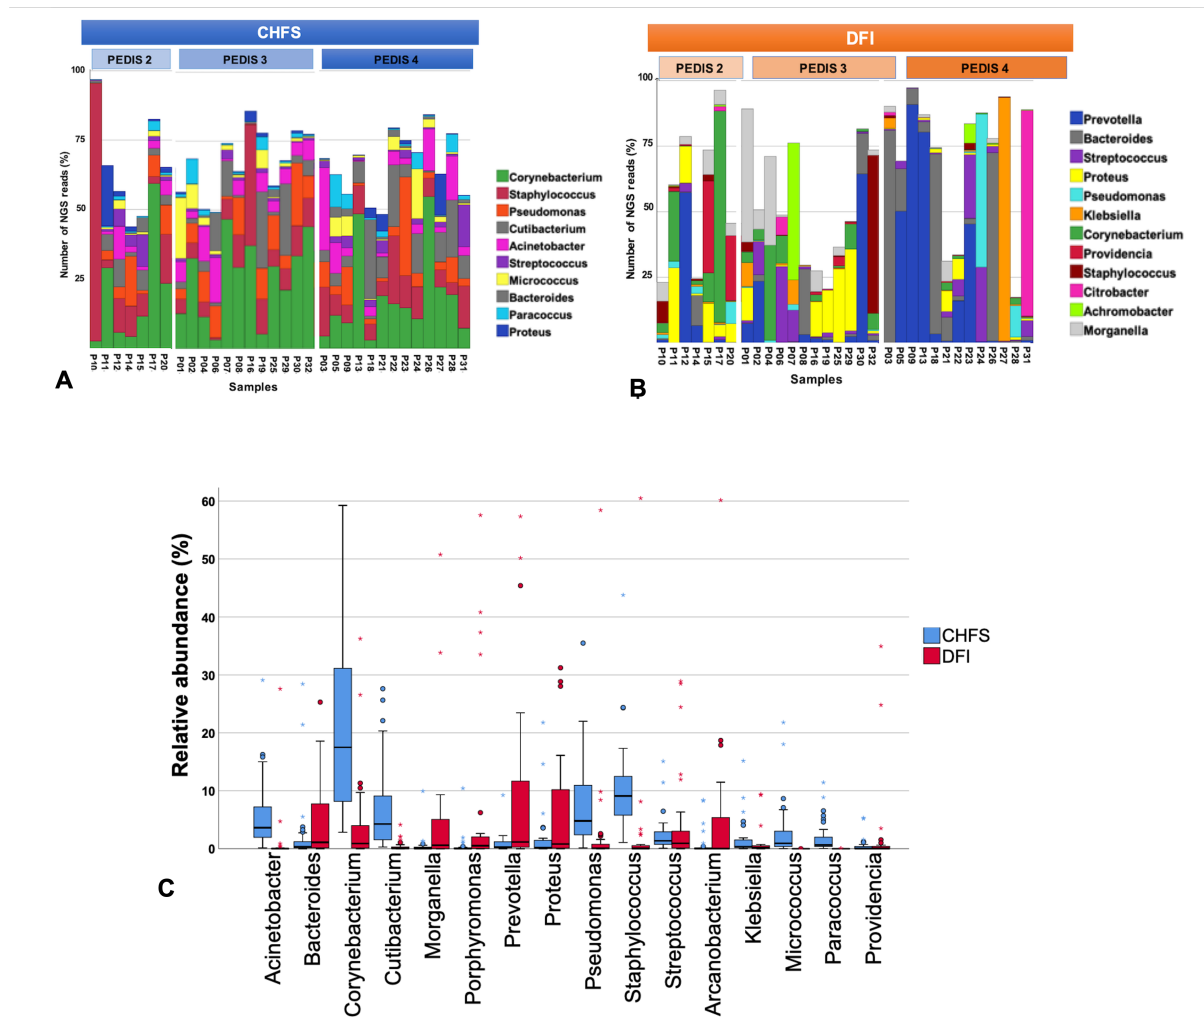 CHFS
PEDIS 2 PEDIS 3 PEDIS 4
100
75
50
25
Number of NGS reads (%)
P10 P11 P12 P14 P15 P17 P20 P01 P02 P04 P06 P07 P08 P16 P19 P25 P29 P30 P32 P03 P05 P09 P13 P18 P21 P22 P23 P24 P26 P27 P28 P31
Samples
A
Corynebacterium
Staphylococcus
Pseudomonas
Cutibacterium
Acinetobacter
Streptococcus
Micrococcus
Bacteroides
Paracoccus
Proteus
DFI
PEDIS 2 PEDIS 3 PEDIS 4
100
75
50
25
Number of NGS reads (%)
P10 P11 P12 P14 P15 P17 P20 P01 P02 P04 P06 P07 P08 P16 P19 P25 P29 P30 P32 P03 P05 P09 P13 P18 P21 P22 P23 P24 P26 P27 P28 P31
Samples
B
Prevotella
Bacteroides
Streptococcus
Proteus
Pseudomonas
Klebsiella
Corynebacterium
Providencia
Staphylococcus
Citrobacter
Achromobacter
Morganella
Relative abundance (%)
60
50
40
30
20
10
0
CHFS
DFI
C
Acinetobacter
Bacteroides
Corynebacterium
Cutibacterium
Morganella
Porphyromonas
Prevotella
Proteus
Pseudomonas
Staphylococcus
Streptococcus
Arcanobacterium
Klebsiella
Micrococcus
Paracoccus
Providencia